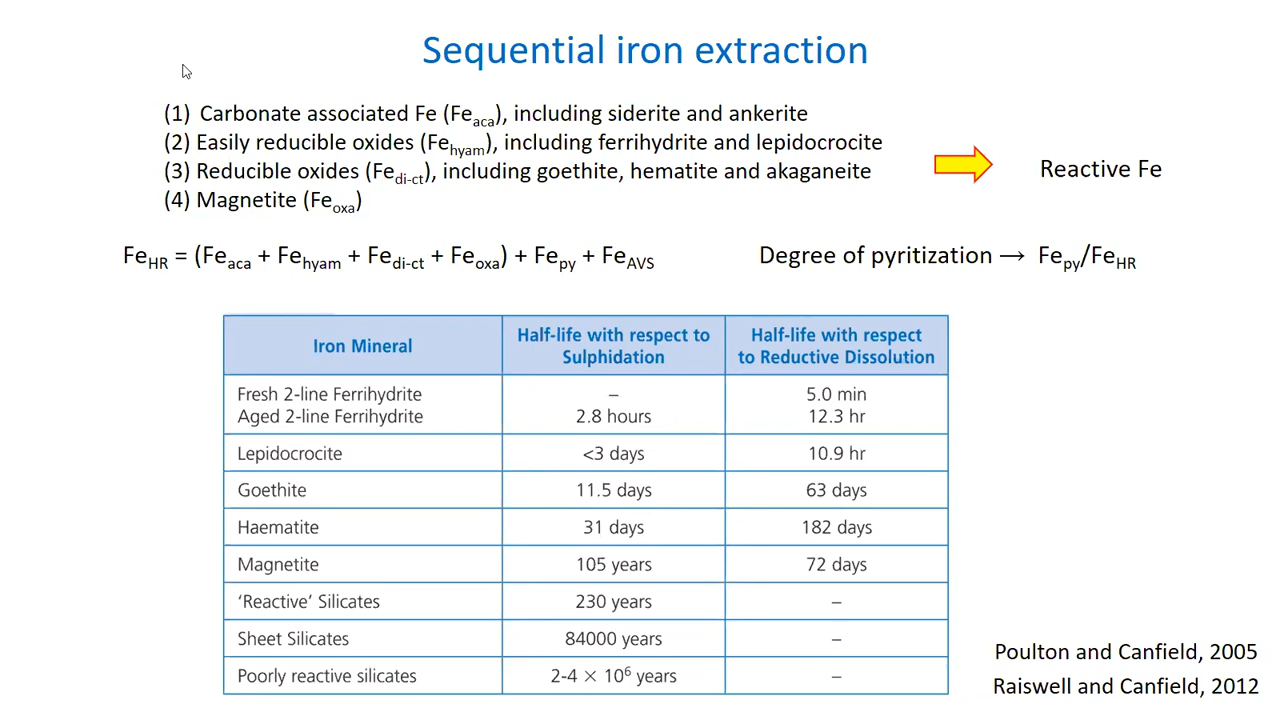 Sequential iron extraction
(1) Carbonate associated Fe (Feaca), including siderite and ankerite
(2) Easily reducible oxides (Fehyam), including ferrihydrite and lepidocrocite
(3) Reducible oxides (Fedi-ct), including goethite, hematite and akaganeite
(4) Magnetite (Feoxa)
Reactive Fe
FeHR = (Feaca + Fehyam + Fedi-ct + Feoxa) + Fepy + FeAVS
Degree of pyritization → Fepy/FeHR
Iron Mineral Half-life with respect to Sulphidation Half-life with respect to Reductive Dissolution
Fresh 2-line Ferrihydrite – 5.0 min
Aged 2-line Ferrihydrite 2.8 hours 12.3 hr
Lepidocrocite <3 days 10.9 hr
Goethite 11.5 days 63 days
Haematite 31 days 182 days
Magnetite 105 years 72 days
‘Reactive’ Silicates 230 years –
Sheet Silicates 84000 years –
Poorly reactive silicates 2-4 × 10⁶ years –
Poulton and Canfield, 2005
Raiswell and Canfield, 2012